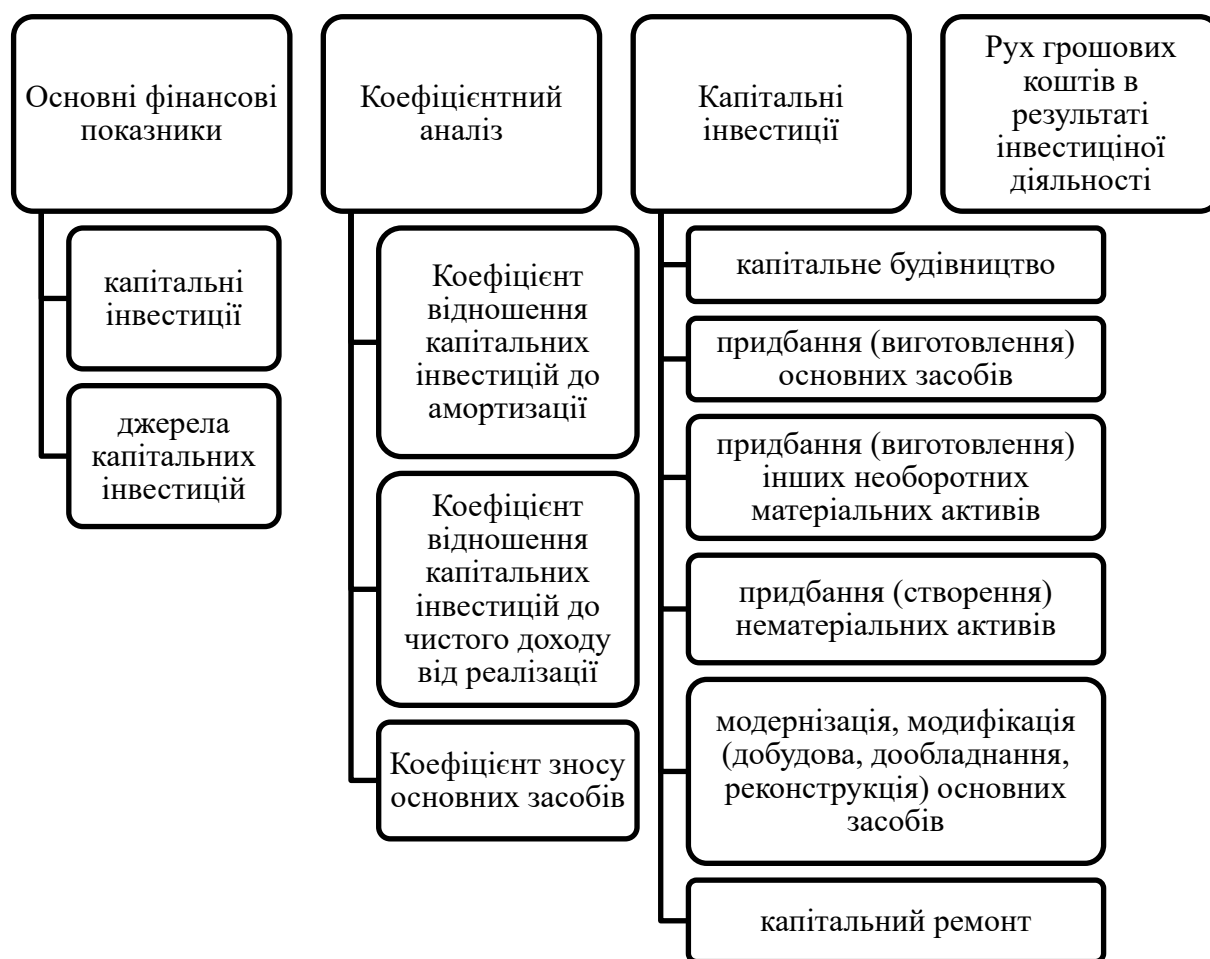 Основні фінансові
показники
капітальні
інвестиції
джерела
капітальних
інвестицій
Коефіцієнтний
аналіз
Коефіцієнт
відношення
капітальних
інвестицій до
амортизації
Коефіцієнт
відношення
капітальних
інвестицій до
чистого доходу
від реалізації
Коефіцієнт зносу
основних засобів
Капітальні
інвестиції
капітальне будівництво
придбання (виготовлення)
основних засобів
придбання (виготовлення)
інших необоротних
матеріальних активів
придбання (створення)
нематеріальних активів
модернізація, модифікація
(добудова, дообладнання,
реконструкція) основних
засобів
капітальний ремонт
Рух грошових
коштів в
результаті
інвестиціної
діяльності